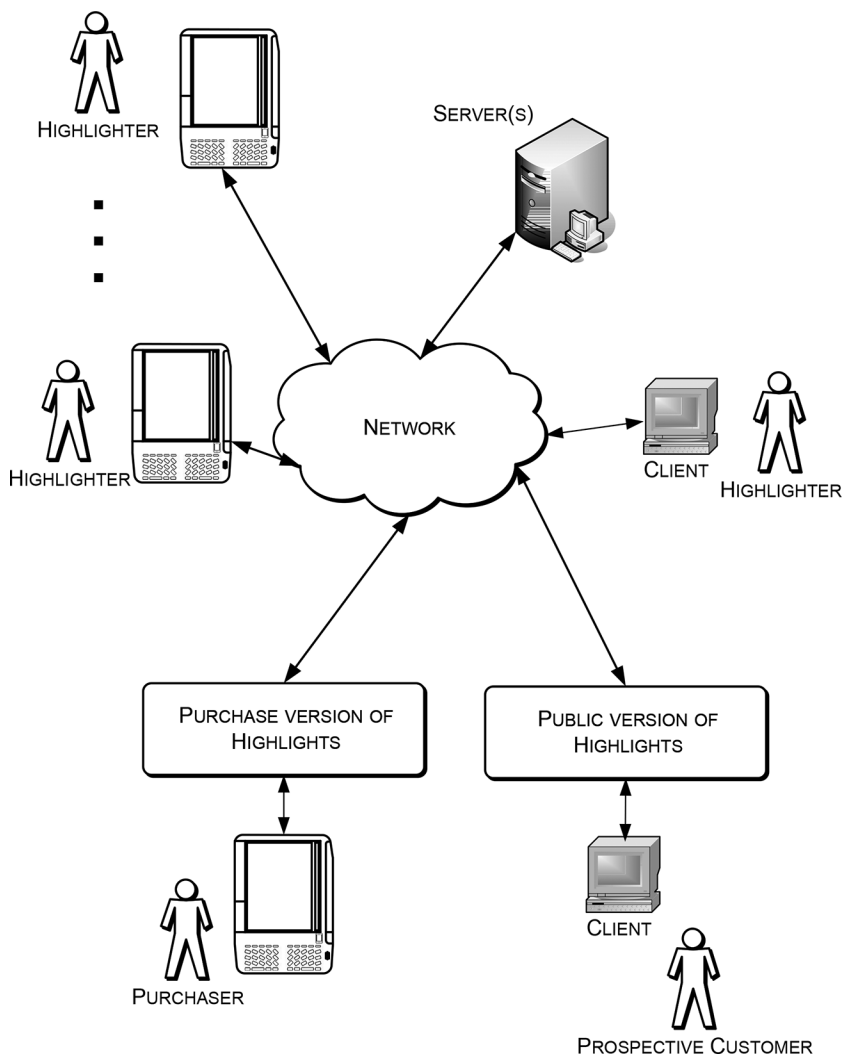 HIGHLIGHTER
SERVER(S)
NETWORK
HIGHLIGHTER
CLIENT
HIGHLIGHTER
PURCHASE VERSION OF
HIGHLIGHTS
PUBLIC VERSION OF
HIGHLIGHTS
CLIENT
PURCHASER
PROSPECTIVE CUSTOMER